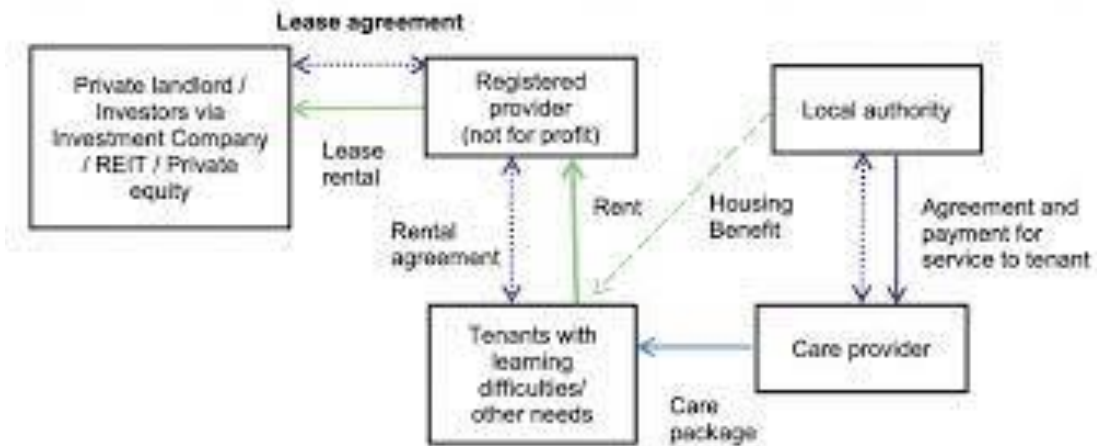 Lease agreement
Private landlord /
Investors via
Investment Company
/ REIT / Private
equity
Registered
provider
(not for profit)
Local authority
Lease
rental
Rental
agreement
Rent
Housing
Benefit
Agreement and
payment for
service to tenant
Tenants with
learning
difficulties/
other needs
Care provider
Care
package